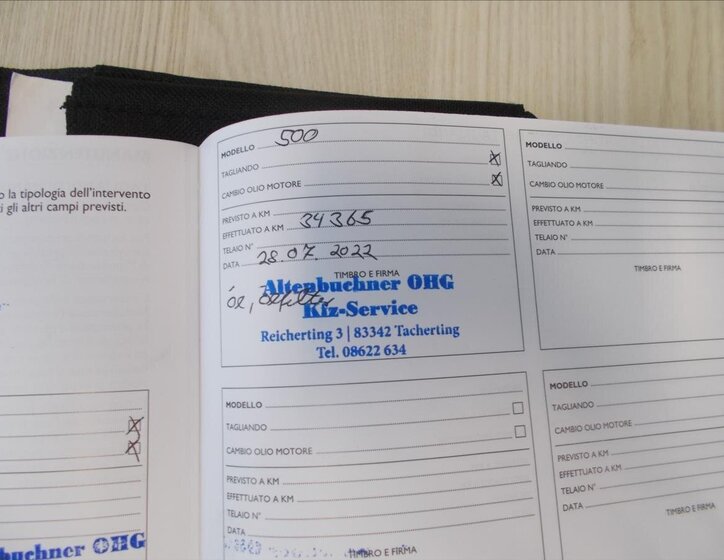 o la tipologia dell'intervento
i gli altri campi previsti.
MODELLO 500
TAGLIANDO X
CAMBIO OLIO MOTORE X
PREVISTO A KM
EFFETTUATO A KM 34365
TELAIO N°
DATA 28.07.2022
TIMBRO E FIRMA
Öl, Ölfilter
Altenbuchner OHG
Kfz-Service
Reicherting 3 | 83342 Tacherting
Tel. 08622 634
MODELLO
TAGLIANDO
CAMBIO OLIO MOTORE
PREVISTO A KM
EFFETTUATO A KM
TELAIO N°
DATA
TIMBRO E FIRMA
MODELLO
TAGLIANDO
CAMBIO OLIO MOTORE
PREVISTO A KM
EFFETTUATO A KM
TELAIO N°
DATA
TIMBRO E FIRMA
MODELLO
TAGLIANDO
CAMBIO OLIO MOTORE
PREVISTO A KM
EFFETTUATO A KM
TELAIO N°
DATA
TIMBRO E FIRMA
X
X
buchner OHG